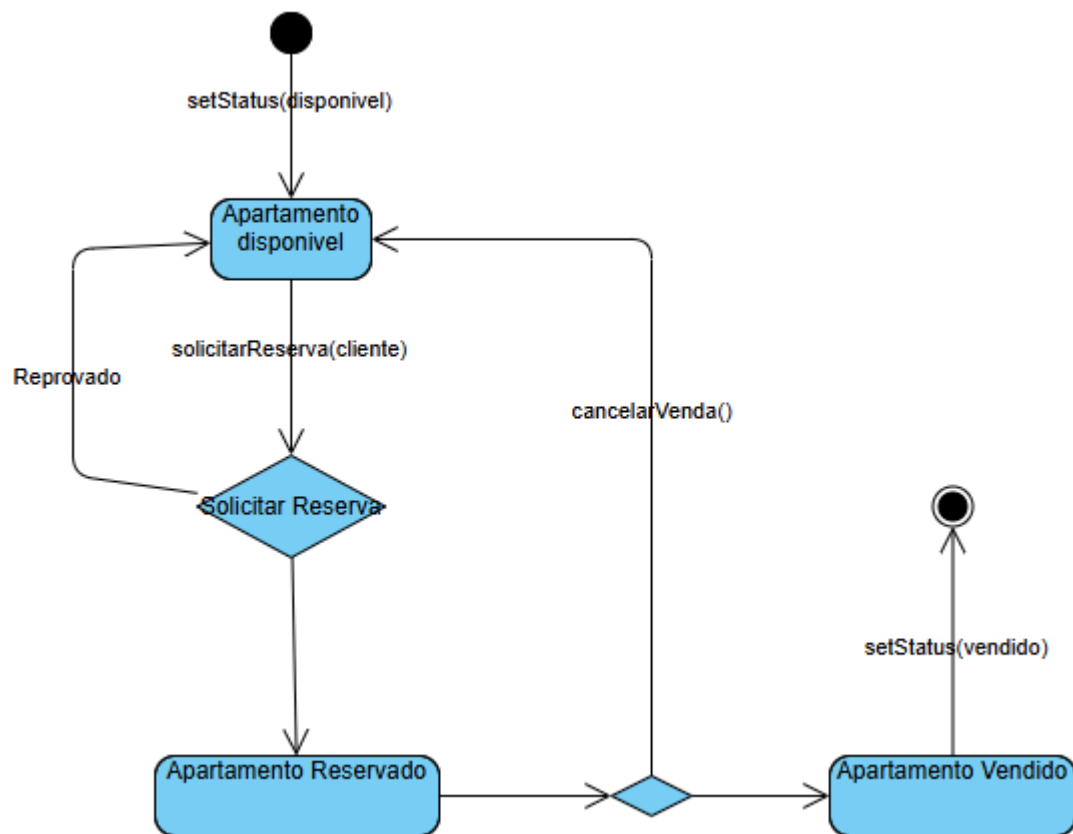 setStatus(disponivel)
Apartamento
disponivel
solicitarReserva(cliente)
Reprovado
cancelarVenda()
Solicitar Reserva
setStatus(vendido)
Apartamento Reservado
Apartamento Vendido